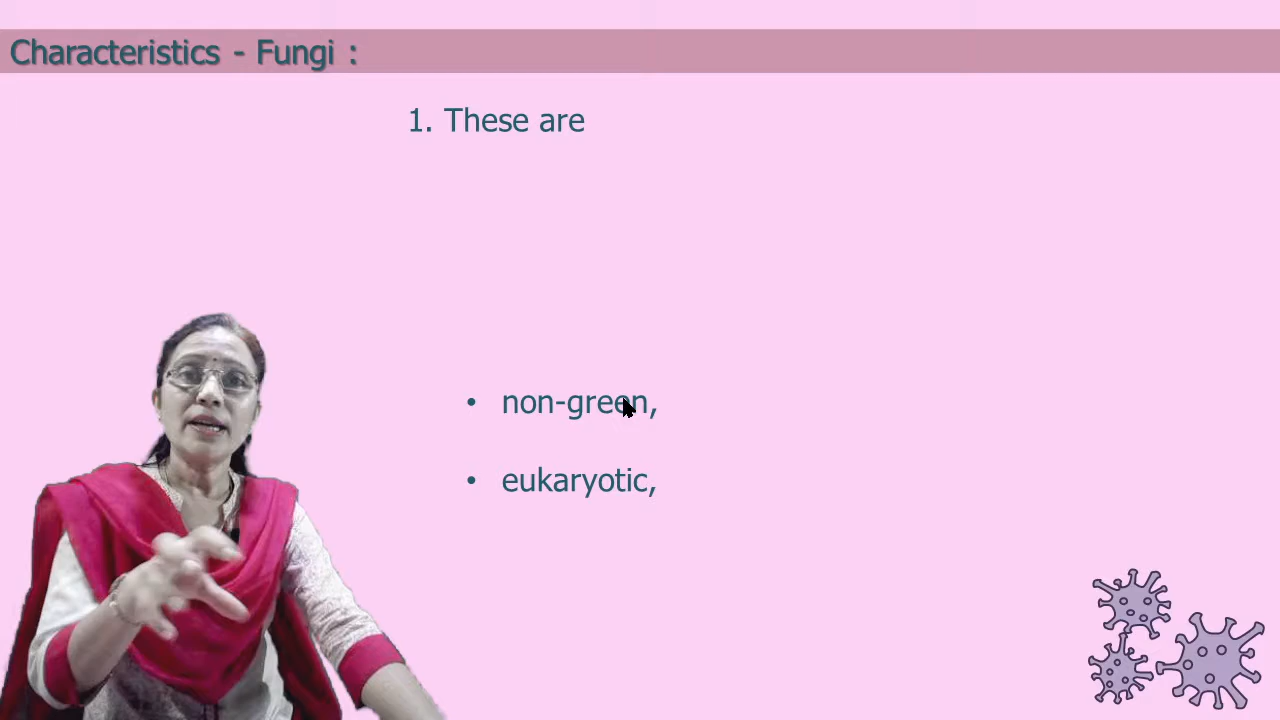 Characteristics - Fungi :
1. These are
• non-green,
• eukaryotic,